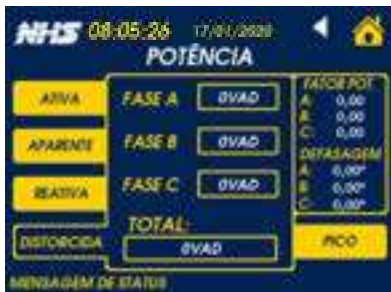 NHS 08:05:26 17/01/2020
POTÊNCIA
ATIVA
APARENTE
REATIVA
DISTORCIDA
FASE A 0VAD
FASE B 0VAD
FASE C 0VAD
TOTAL:
0VAD
FATOR POT
A: 0,00
B: 0,00
C: 0,00
DEFASAGEM
A: 0,00°
B: 0,00°
C: 0,00°
PICO
MENSAGEM DE STATUS